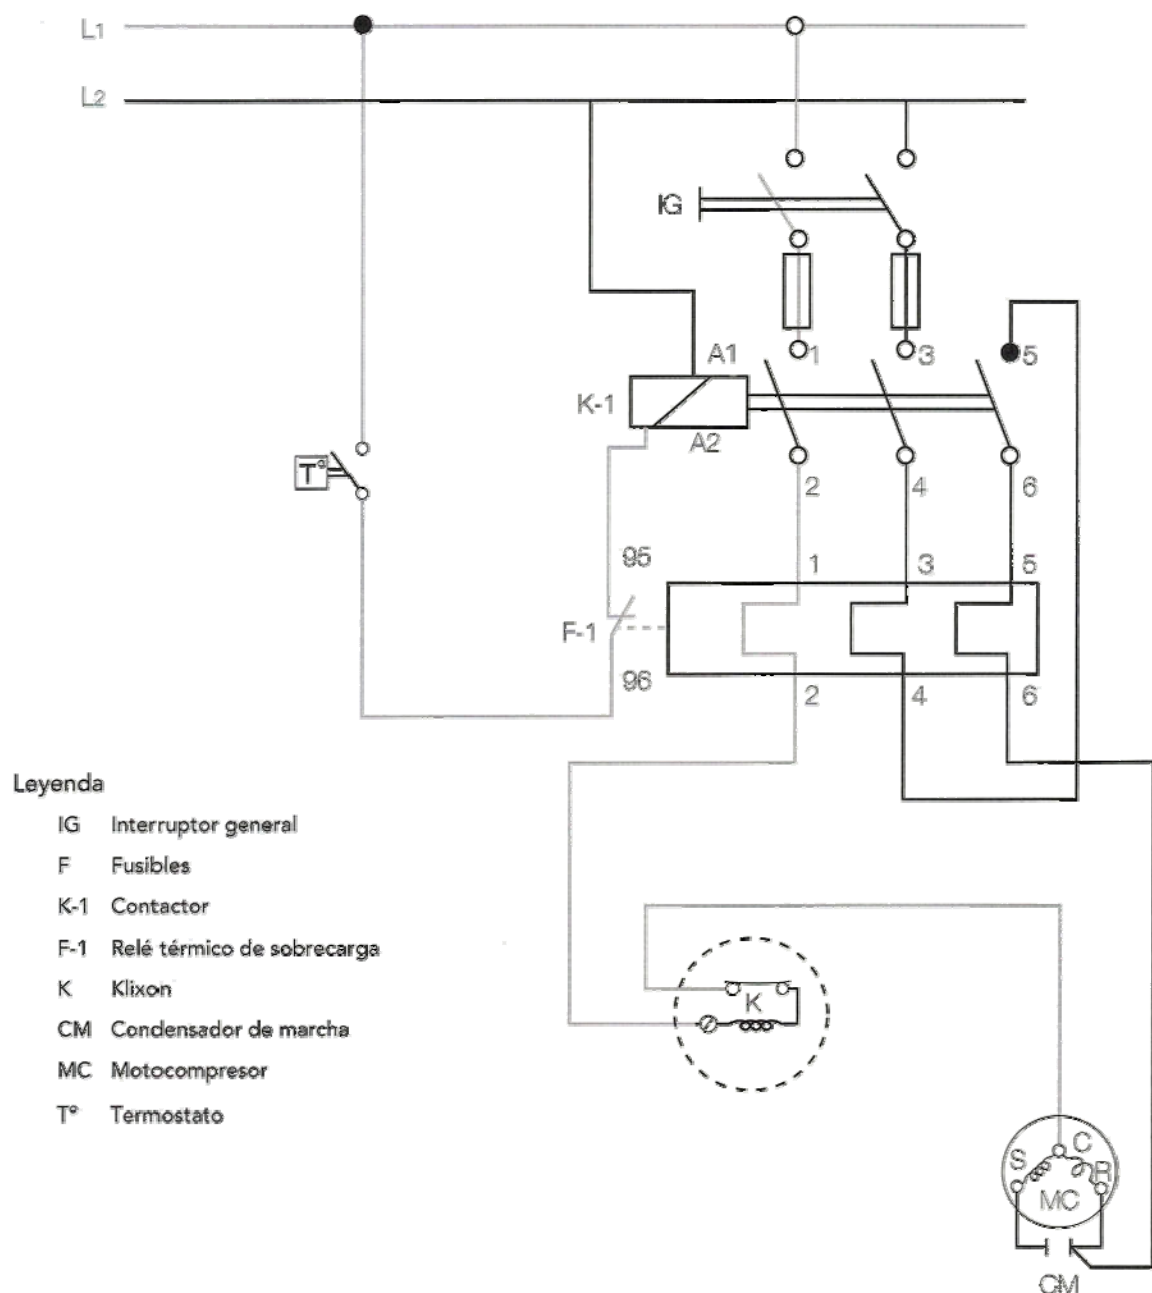 L1
L2
IG
1
3
5
A1
K-1
A2
T°
2
4
6
95
1
3
5
F-1
96
2
4
6
Leyenda
IG Interruptor general
F Fusibles
K-1 Contactor
F-1 Relé térmico de sobrecarga
K Klixon
CM Condensador de marcha
MC Motocompresor
T° Termostato
K
C
S
R
MC
CM